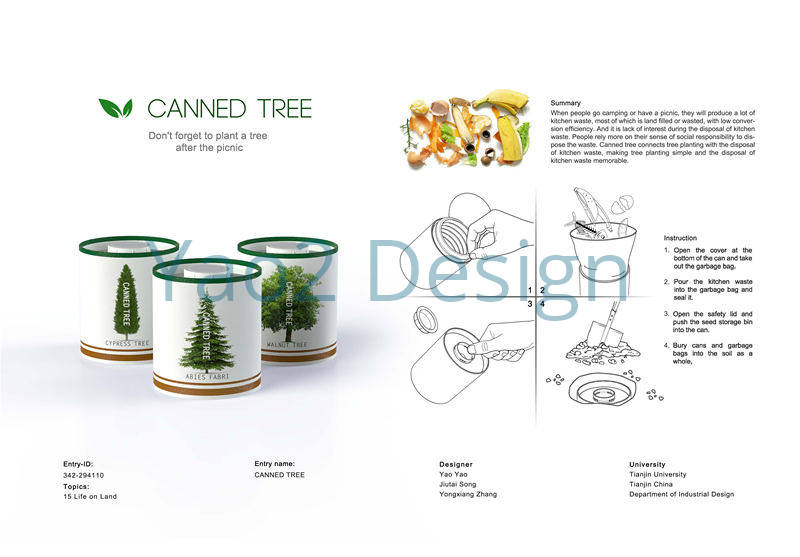 CANNED TREE
Don't forget to plant a tree
after the picnic
CANNED TREE
CYPRESS TREE
CANNED TREE
ABIES FABRI
CANNED TREE
WALNUT TREE
Yao2 Design
Summary
When people go camping or have a picnic, they will produce a lot of
kitchen waste, most of which is land filled or wasted, with low conver-
sion efficiency. And it is lack of interest during the disposal of kitchen
waste. People rely more on their sense of social responsibility to dis-
pose the waste. Canned tree connects tree planting with the disposal
of kitchen waste, making tree planting simple and the disposal of
kitchen waste memorable.
1 2
3 4
Instruction
1. Open the cover at the
bottom of the can and take
out the garbage bag.
2. Pour the kitchen waste
into the garbage bag and
seal it.
3. Open the safety lid and
push the seed storage bin
into the can.
4. Bury cans and garbage
bags into the soil as a
whole,
Entry-ID:
342-294110
Topics:
15 Life on Land
Entry name:
CANNED TREE
Designer
Yao Yao
Jiutai Song
Yongxiang Zhang
University
Tianjin University
Tianjin China
Department of Industrial Design